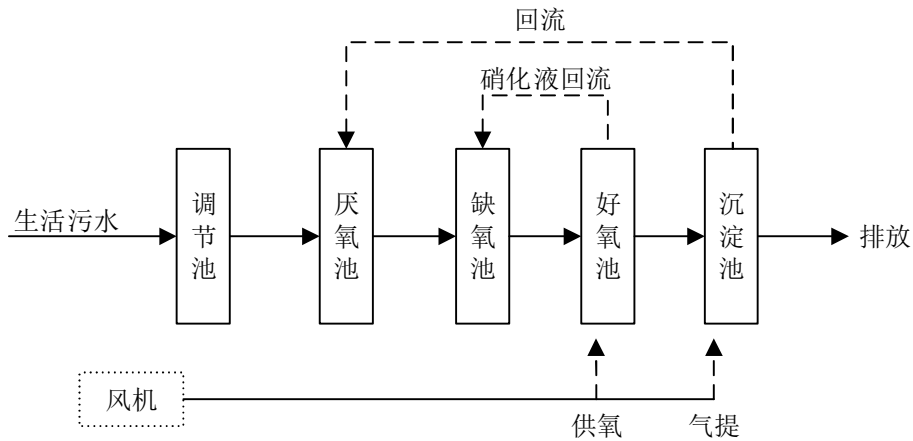 回流
硝化液回流
生活污水
调节池
厌氧池
缺氧池
好氧池
沉淀池
排放
风机
供氧
气提